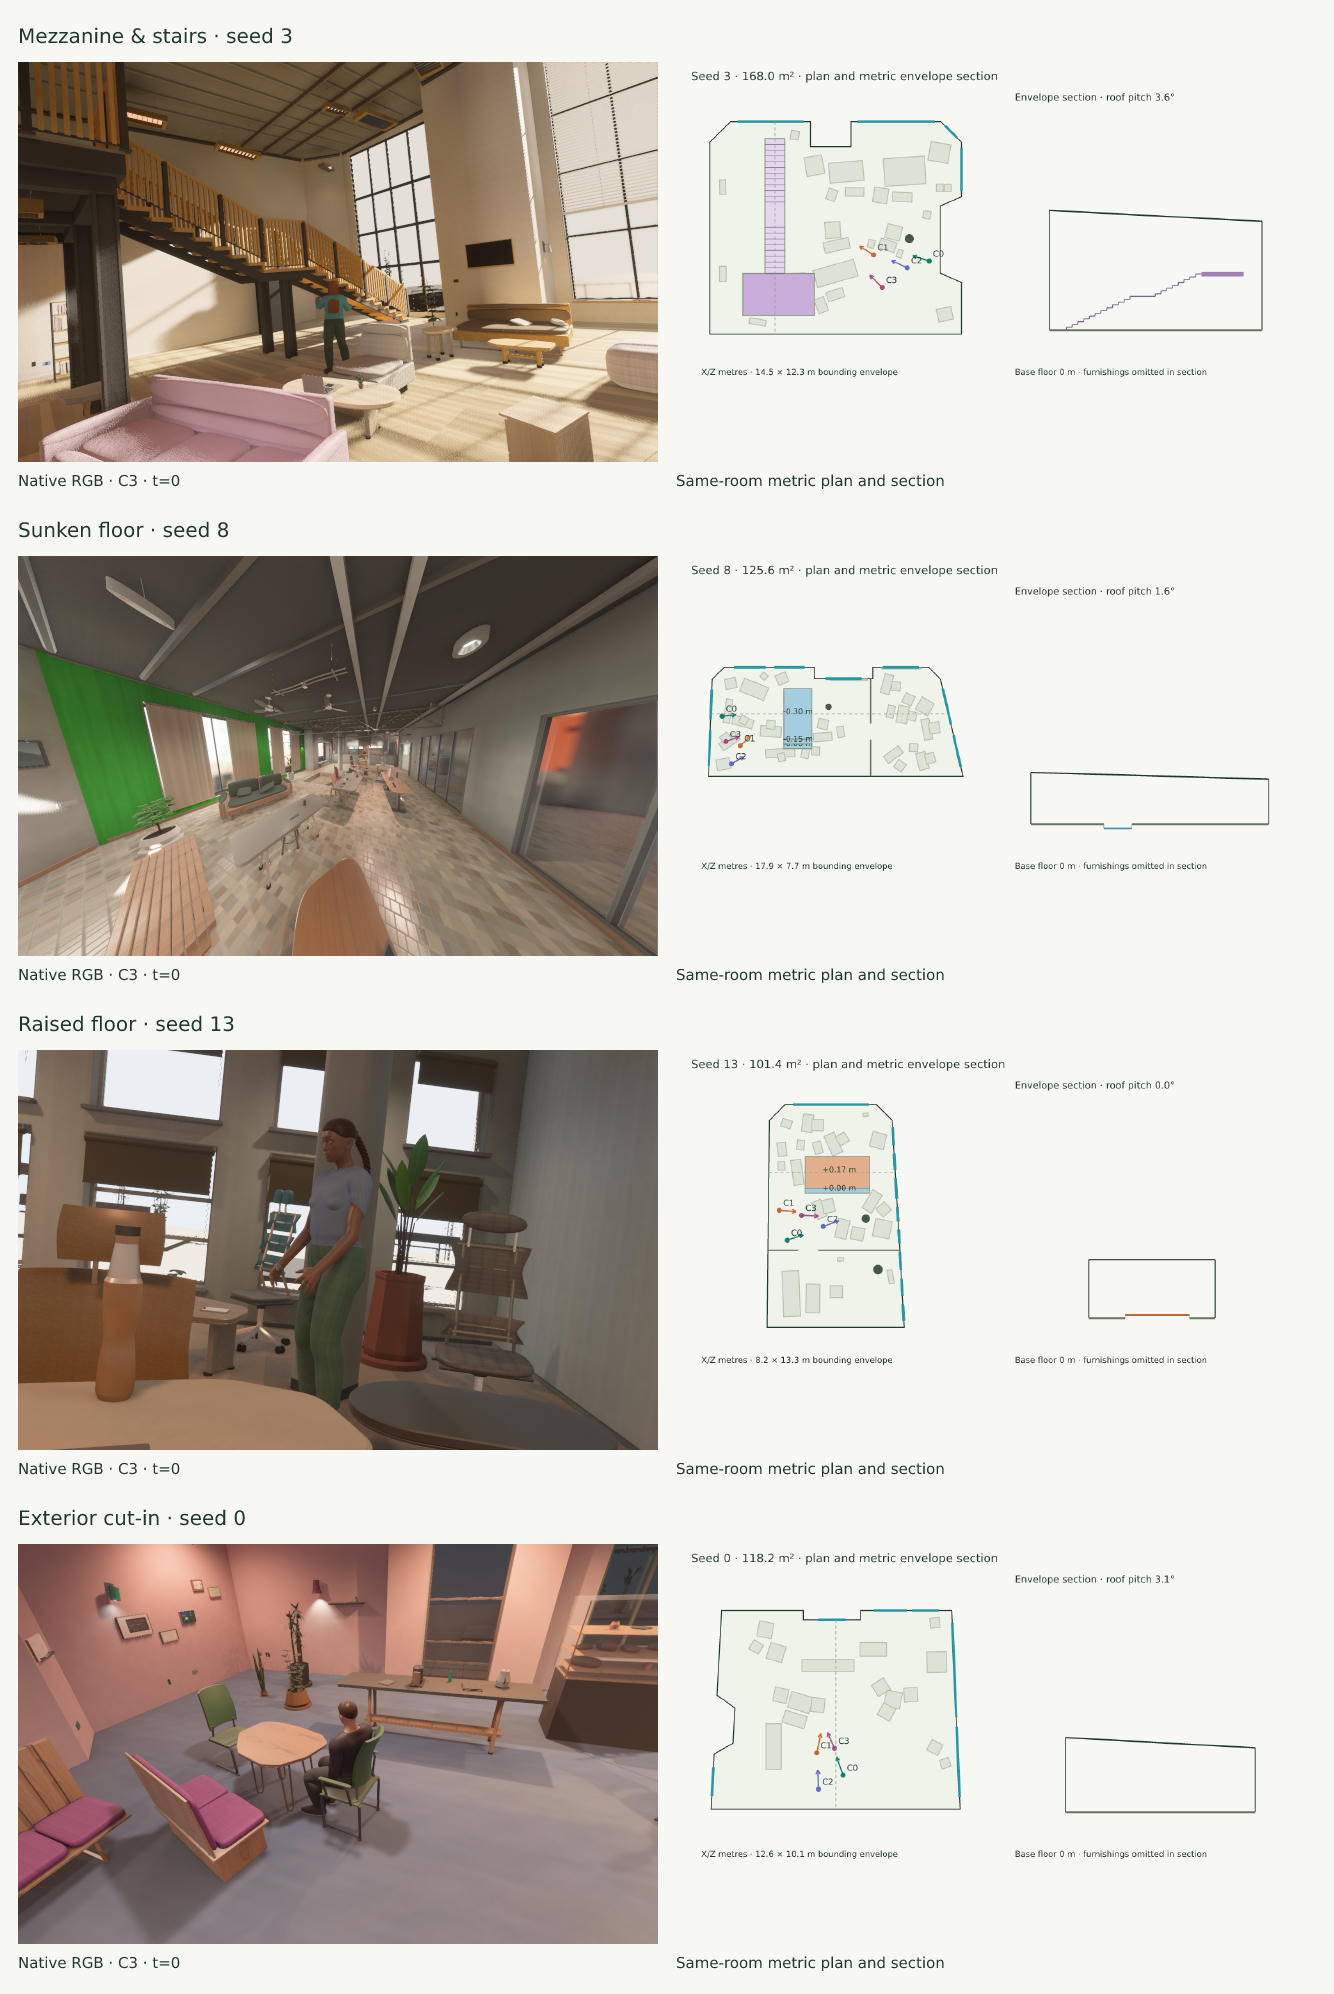 Mezzanine & stairs · seed 3
Seed 3 · 168.0 m² · plan and metric envelope section
Envelope section · roof pitch 3.6°
C1
C2
C0
C3
X/Z metres · 14.5 × 12.3 m bounding envelope
Base floor 0 m · furnishings omitted in section
Native RGB · C3 · t=0
Same-room metric plan and section
Sunken floor · seed 8
Seed 8 · 125.6 m² · plan and metric envelope section
Envelope section · roof pitch 1.6°
C0
-0.30 m
C3
C1
-0.15 m
C2
X/Z metres · 17.9 × 7.7 m bounding envelope
Base floor 0 m · furnishings omitted in section
Native RGB · C3 · t=0
Same-room metric plan and section
Raised floor · seed 13
Seed 13 · 101.4 m² · plan and metric envelope section
Envelope section · roof pitch 0.0°
+0.17 m
+0.00 m
C1
C3
C2
C0
X/Z metres · 8.2 × 13.3 m bounding envelope
Base floor 0 m · furnishings omitted in section
Native RGB · C3 · t=0
Same-room metric plan and section
Exterior cut-in · seed 0
Seed 0 · 118.2 m² · plan and metric envelope section
Envelope section · roof pitch 3.1°
C1
C3
C0
C2
X/Z metres · 12.6 × 10.1 m bounding envelope
Base floor 0 m · furnishings omitted in section
Native RGB · C3 · t=0
Same-room metric plan and section